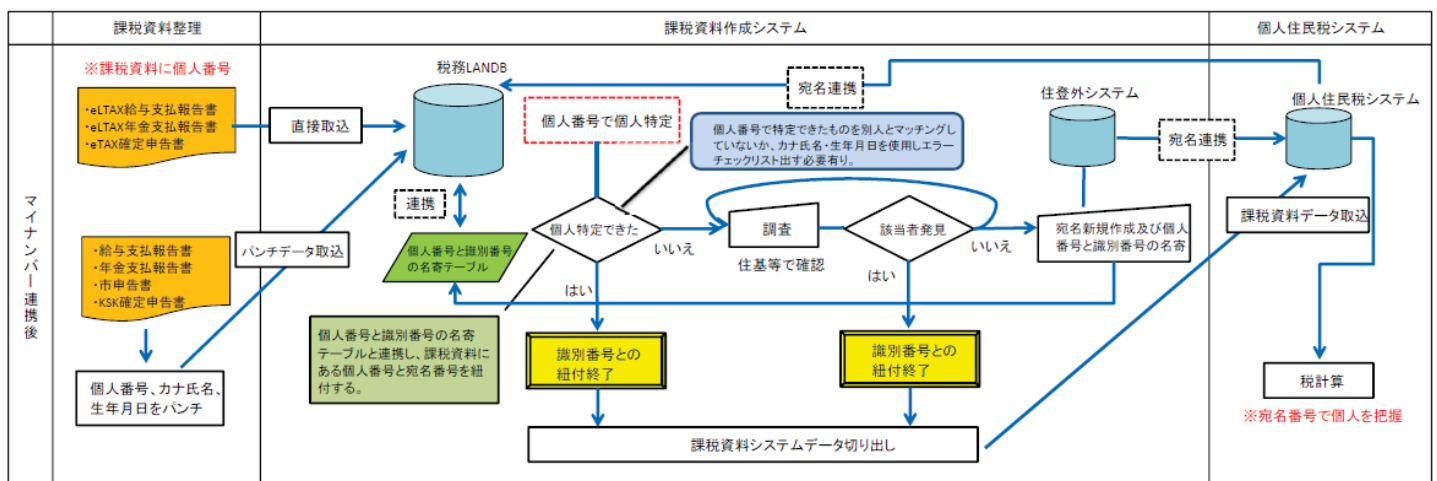 課税資料整理
課税資料作成システム
個人住民税システム
マイナンバー連携後
※課税資料に個人番号
・eLTAX給与支払報告書
・eLTAX年金支払報告書
・eTAX確定申告書
直接取込
・給与支払報告書
・年金支払報告書
・市申告書
・KSK確定申告書
パンチデータ取込
個人番号、カナ氏名、
生年月日をパンチ
税務LANDB
連携
個人番号と識別番号
の名寄テーブル
個人番号と識別番号の名寄
テーブルと連携し、課税資料に
ある個人番号と宛名番号を紐
付する。
個人番号で個人特定
個人番号で特定できたものを別人とマッチングし
ていないか、カナ氏名・生年月日を使用しエラー
チェックリスト出す必要有り。
個人特定できた
いいえ
はい
調査
住基等で確認
該当者発見
いいえ
はい
識別番号との
紐付終了
識別番号との
紐付終了
課税資料システムデータ切り出し
宛名連携
住登外システム
宛名新規作成及び個人
番号と識別番号の名寄
宛名連携
個人住民税システム
課税資料データ取込
税計算
※宛名番号で個人を把握